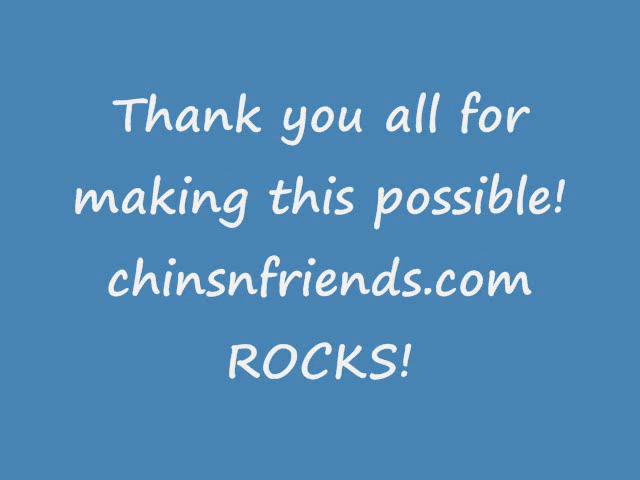 Thank you all for
making this possible!
chinsnfriends.com
ROCKS!